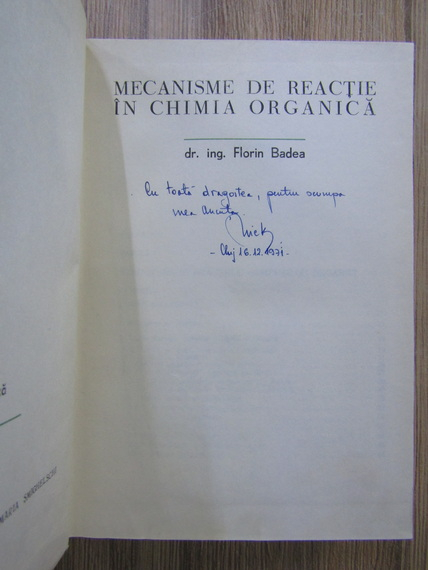 MECANISME DE REACȚIE
ÎN CHIMIA ORGANICĂ
dr. ing. Florin Badea
Cu toată dragostea, pentru scumpa
mea Ancuța
- Cluj 16.12.1971 -